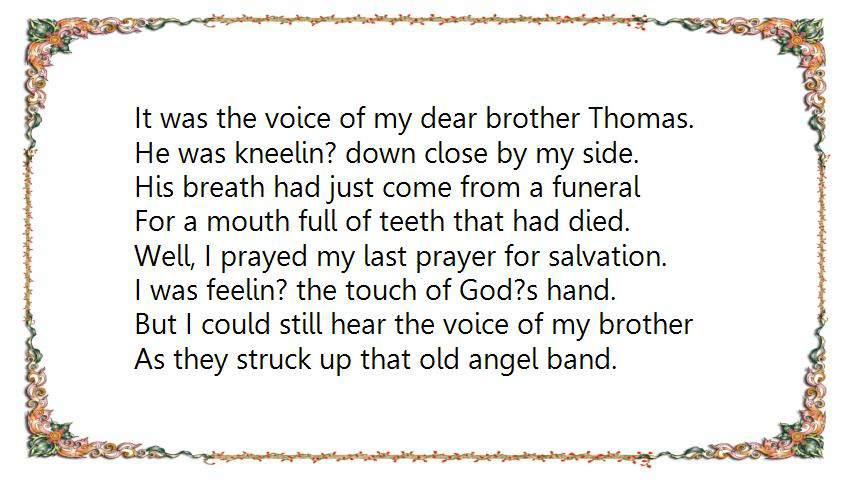 It was the voice of my dear brother Thomas.
He was kneelin? down close by my side.
His breath had just come from a funeral
For a mouth full of teeth that had died.
Well, I prayed my last prayer for salvation.
I was feelin? the touch of God?s hand.
But I could still hear the voice of my brother
As they struck up that old angel band.